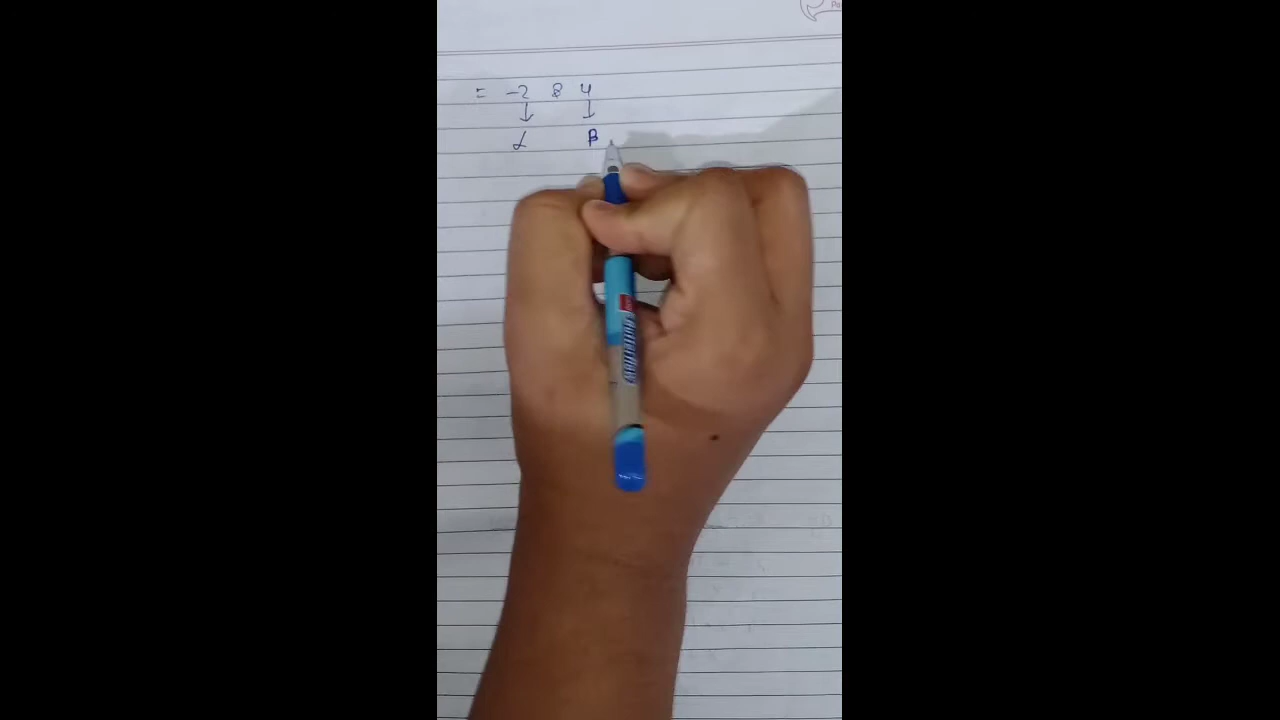 = -2 & 4
↓ ↓
α β